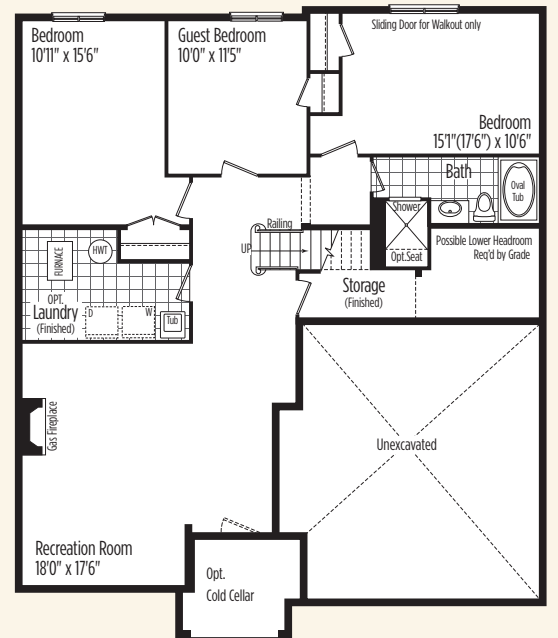 Bedroom
10'11" x 15'6"
Guest Bedroom
10'0" x 11'5"
Sliding Door for Walkout only
Bedroom
15'1"(17'6") x 10'6"
Bath
Oval
Tub
Shower
Opt.Seat
Possible Lower Headroom
Req'd by Grade
Railing
UP
Storage
(Finished)
FURNACE
HWT
OPT.
Laundry
(Finished)
D
W
Tub
Gas Fireplace
Unexcavated
Recreation Room
18'0" x 17'6"
Opt.
Cold Cellar